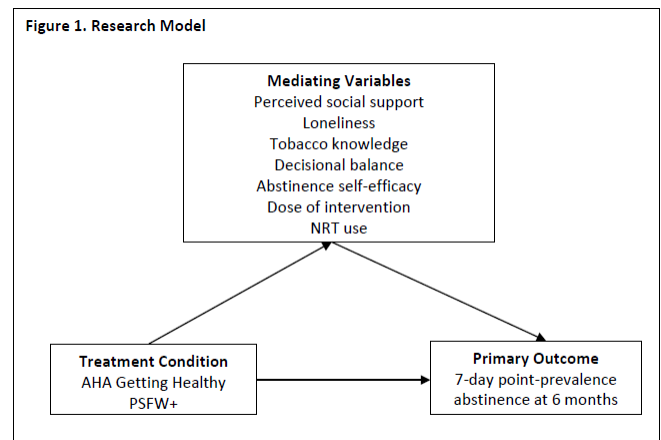 Figure 1. Research Model
Mediating Variables
Perceived social support
Loneliness
Tobacco knowledge
Decisional balance
Abstinence self-efficacy
Dose of intervention
NRT use
Treatment Condition
AHA Getting Healthy
PSFW+
Primary Outcome
7-day point-prevalence
abstinence at 6 months